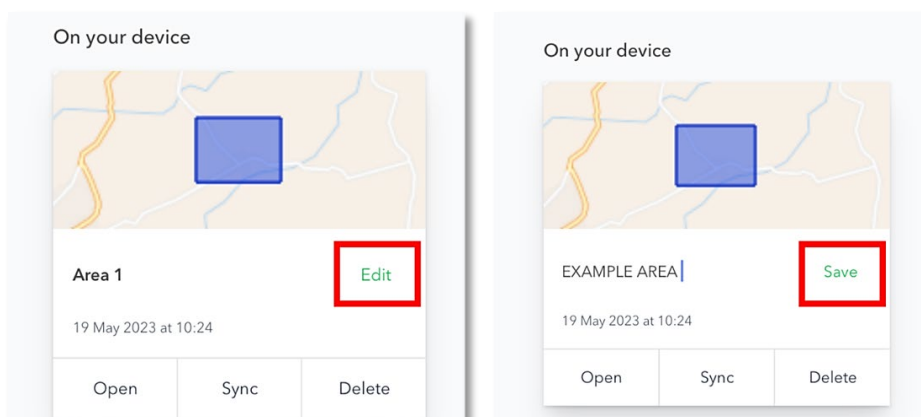 On your device
Area 1
Edit
19 May 2023 at 10:24
Open Sync Delete
On your device
EXAMPLE AREA
Save
19 May 2023 at 10:24
Open Sync Delete